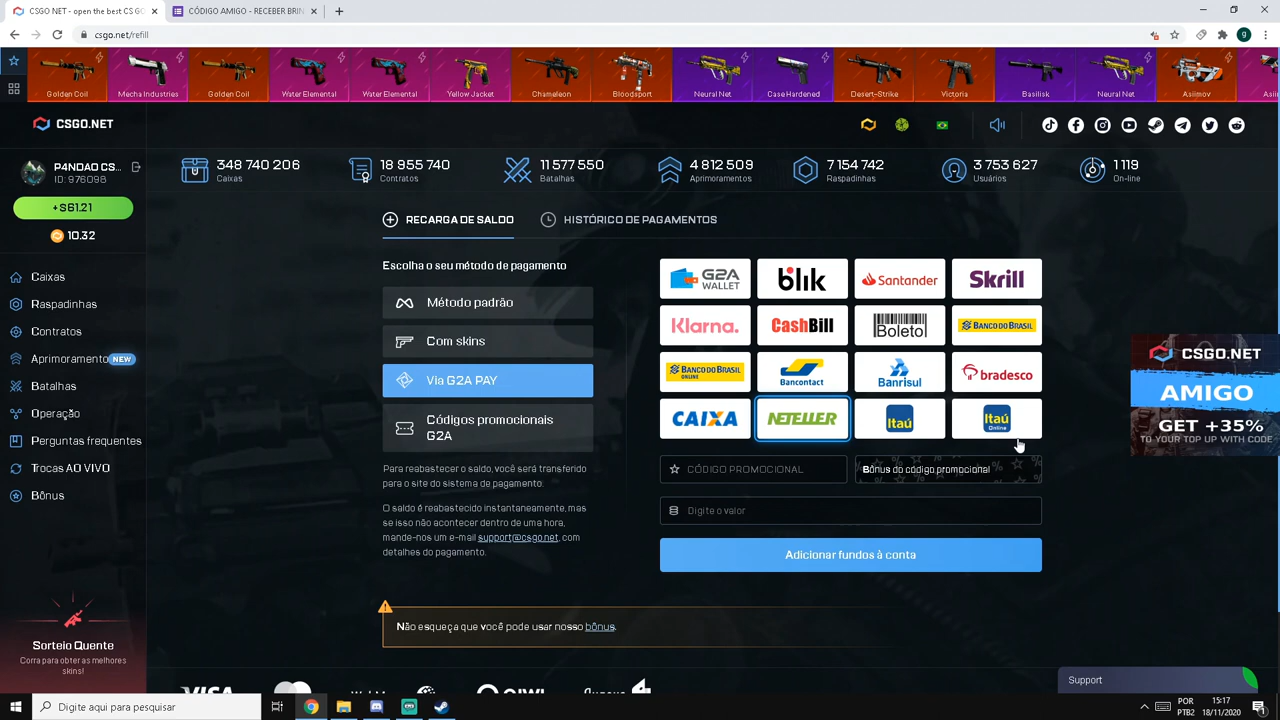 CSGO NET - open the best CS GO
CÓDIGO AMIGO - RECEBER BRIN
csgo.net/refill
g
Golden Coil
Mecha Industries
Golden Coil
Water Elemental
Water Elemental
Yellow Jacket
Chameleon
Bloodsport
Neural Net
Case Hardened
Desert-Strike
Victoria
Basilisk
Neural Net
Asiimov
Asii
CSGO.NET
P4NDAO CS...
ID: 976098
+$61.21
10.32
348 740 206
Caixas
18 955 740
Contratos
11 577 550
Batalhas
4 812 509
Aprimoramentos
7 154 742
Raspadinhas
3 753 627
Usuários
1 119
On-line
Caixas
Raspadinhas
Contratos
Aprimoramento NEW
Batalhas
Operação
Perguntas frequentes
Trocas AO VIVO
Bônus
Sorteio Quente
Corra para obter as melhores
skins!
RECARGA DE SALDO
HISTÓRICO DE PAGAMENTOS
Escolha o seu método de pagamento
Método padrão
Com skins
Via G2A PAY
Códigos promocionais
G2A
Para reabastecer o saldo, você será transferido
para o site do sistema de pagamento.
O saldo é reabastecido instantaneamente, mas
se isso não acontecer dentro de uma hora,
mande-nos um e-mail support@csgo.net, com
detalhes do pagamento.
G2A
WALLET
blik
Santander
Skrill
Klarna.
CashBill
Boleto
BANCO DO BRASIL
BANCO DO BRASIL
ONLINE
Bancontact
Banrisul
bradesco
CAIXA
NETELLER
Itaú
Itaú
Online
CÓDIGO PROMOCIONAL
Bônus do código promocional
Digite o valor
Adicionar fundos à conta
Não esqueça que você pode usar nosso bônus.
CSGO.NET
AMIGO
GET +35%
TO YOUR TOP UP WITH CODE
VISA
QIWI
Support
Digite aqui para pesquisar
POR
PTB2
15:17
18/11/2020
1